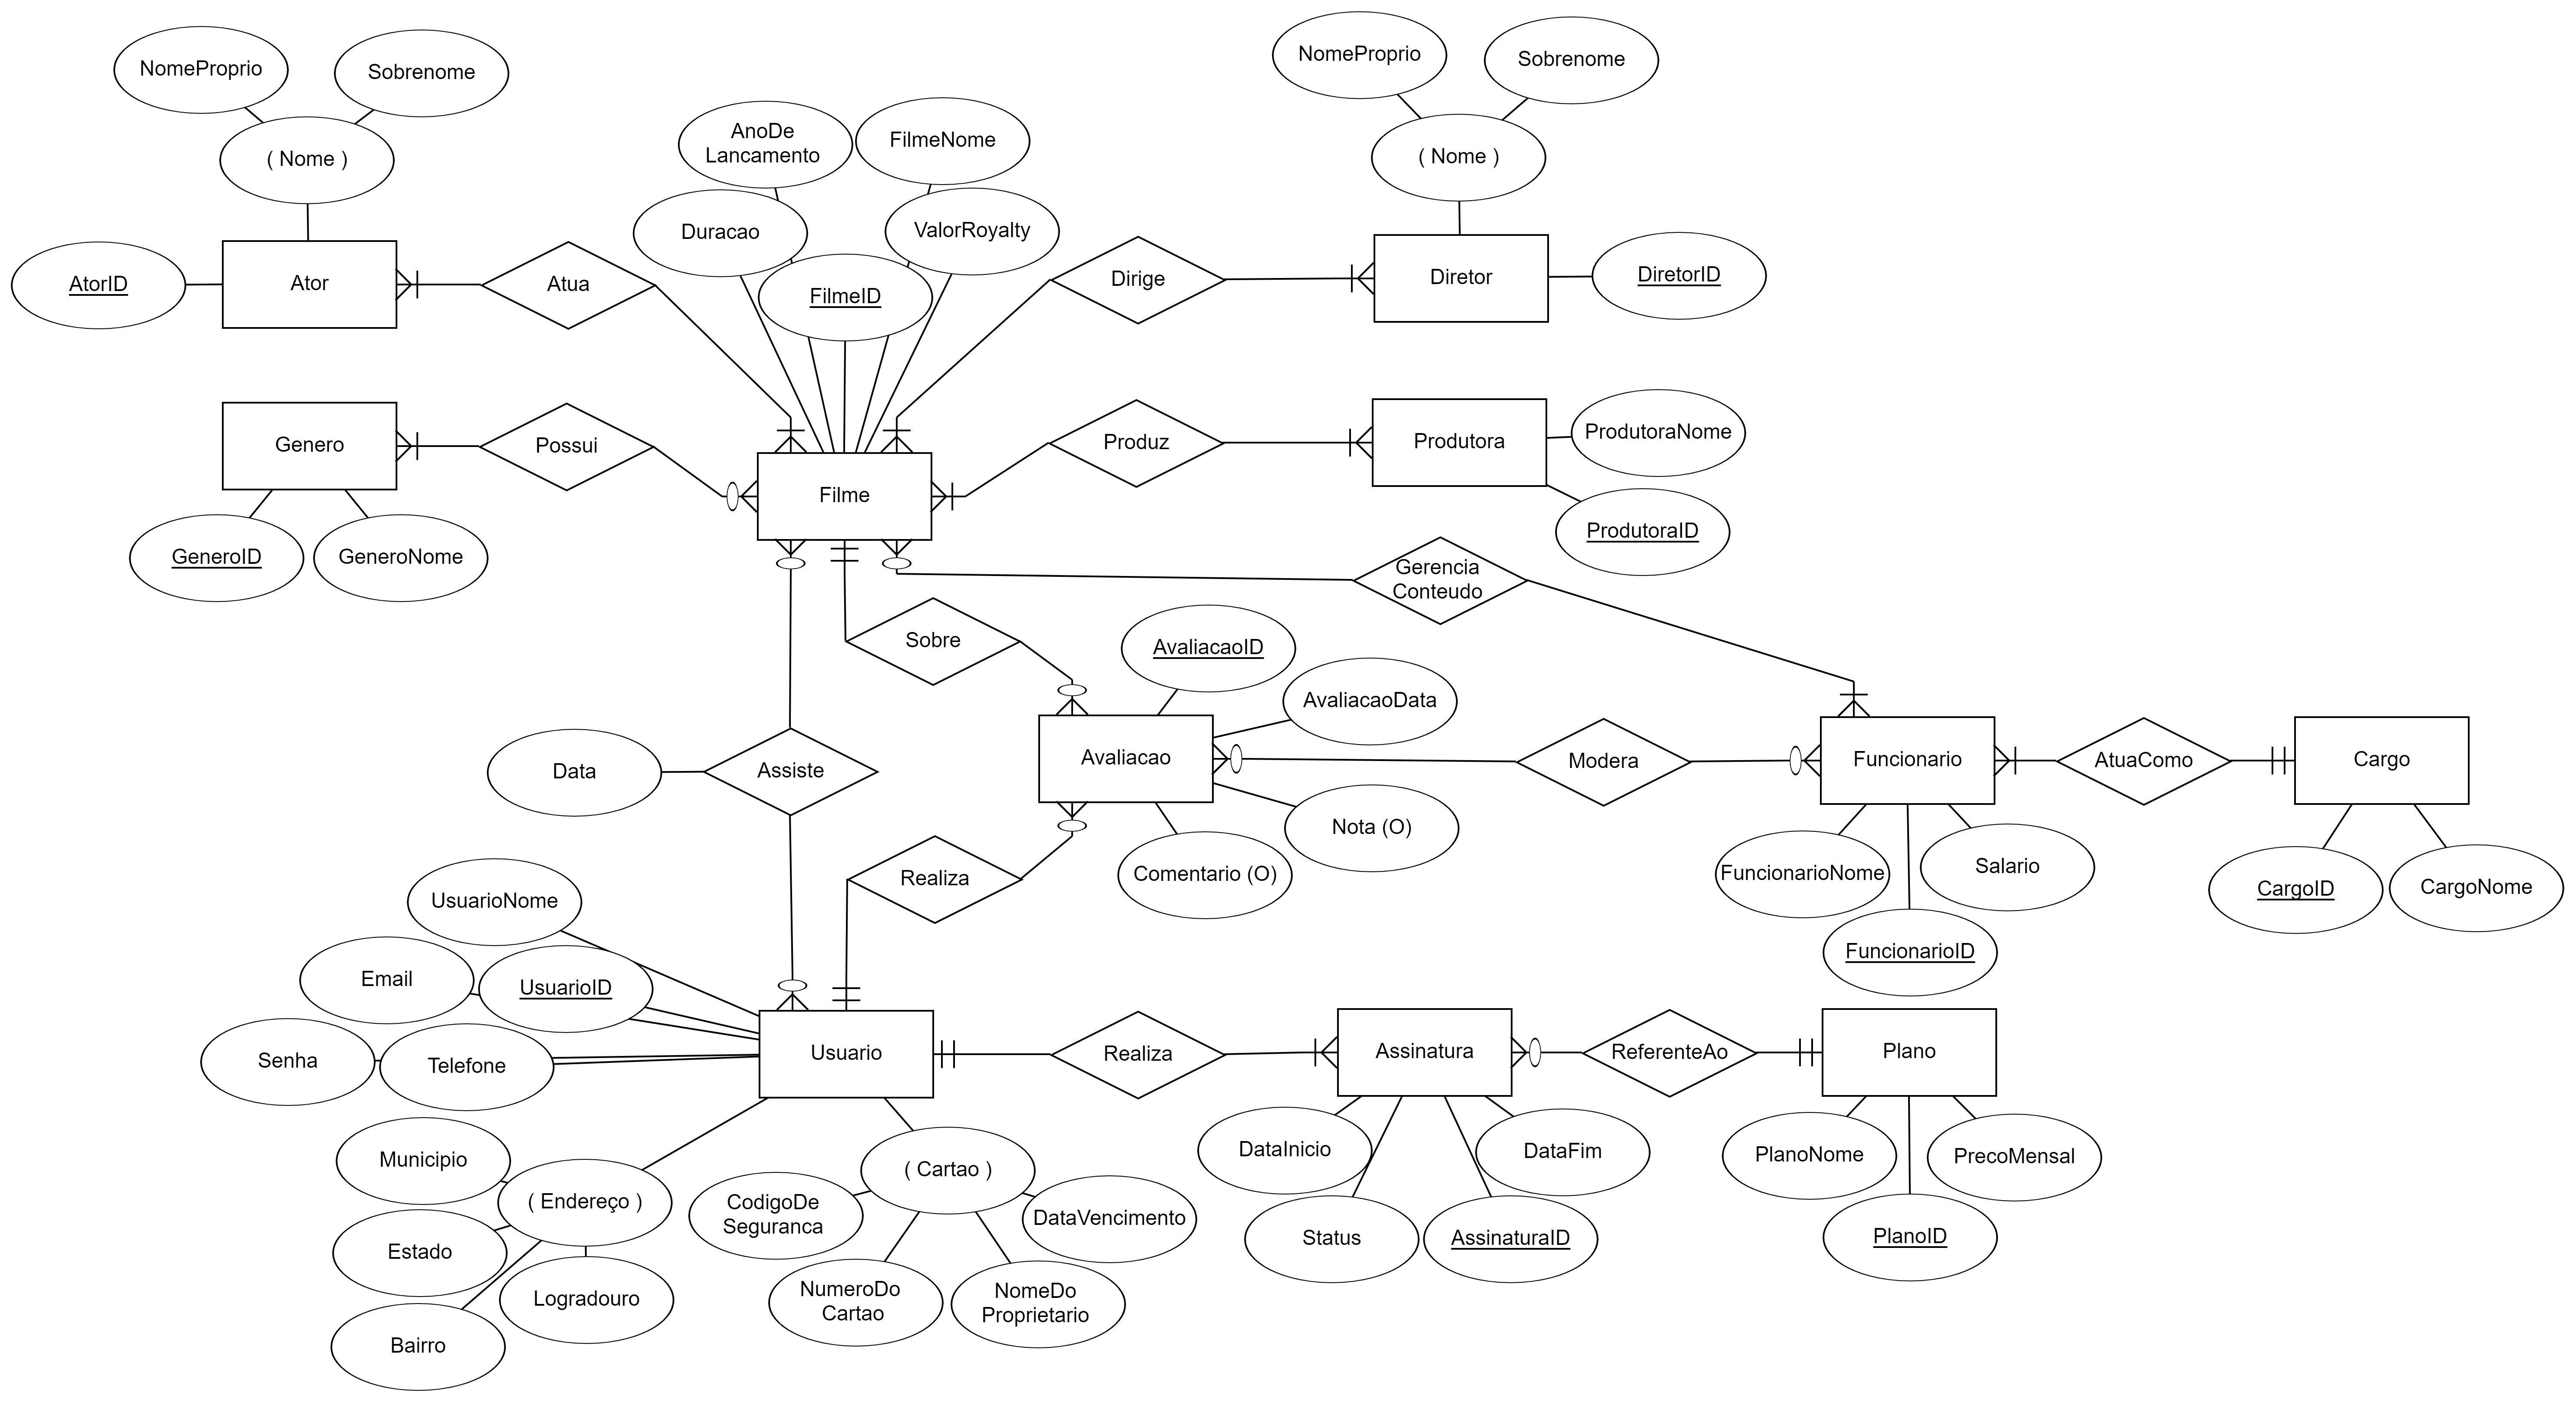 NomeProprio
Sobrenome
( Nome )
AtorID
Ator
Atua
AnoDe
Lancamento
FilmeNome
Duracao
ValorRoyalty
FilmeID
NomeProprio
Sobrenome
( Nome )
Dirige
Diretor
DiretorID
Genero
Possui
GeneroID
GeneroNome
Filme
Produz
Produtora
ProdutoraNome
ProdutoraID
Gerencia
Conteudo
Sobre
AvaliacaoID
AvaliacaoData
Data
Assiste
Avaliacao
Modera
Funcionario
AtuaComo
Cargo
Nota (O)
Comentario (O)
Realiza
FuncionarioNome
Salario
FuncionarioID
CargoID
CargoNome
UsuarioNome
Email
UsuarioID
Senha
Telefone
Usuario
Realiza
Assinatura
ReferenteAo
Plano
Municipio
( Endereço )
Estado
Logradouro
Bairro
( Cartao )
CodigoDe
Seguranca
DataVencimento
NumeroDo
Cartao
NomeDo
Proprietario
DataInicio
DataFim
Status
AssinaturaID
PlanoNome
PrecoMensal
PlanoID